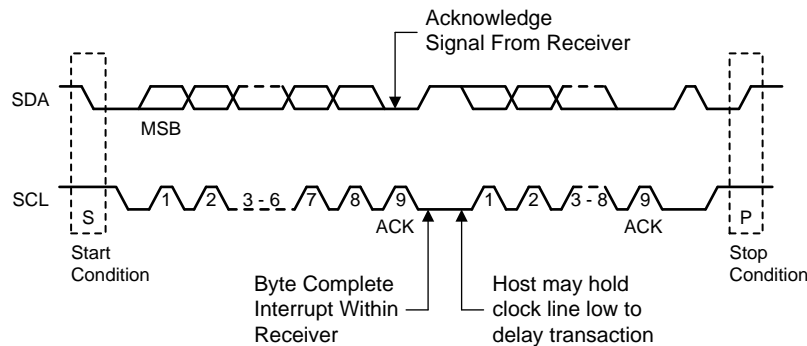 Acknowledge
Signal From Receiver
SDA
MSB
SCL
S
1
2
3 - 6
7
8
9
ACK
1
2
3 - 8
9
ACK
P
Start
Condition
Stop
Condition
Byte Complete
Interrupt Within
Receiver
Host may hold
clock line low to
delay transaction